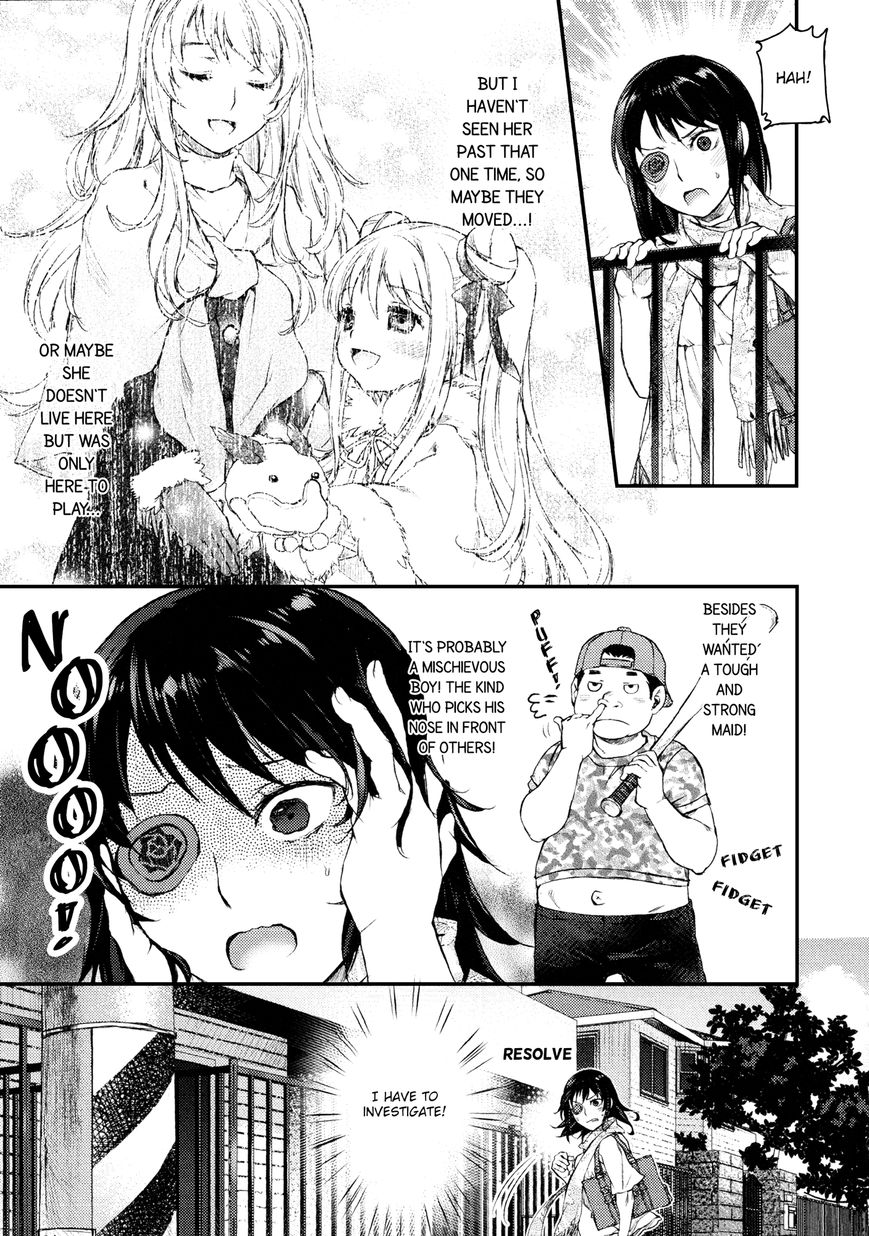 HAH!
BUT I
HAVEN'T
SEEN HER
PAST THAT
ONE TIME, SO
MAYBE THEY
MOVED...!
OR MAYBE
SHE
DOESN'T
LIVE HERE
BUT WAS
ONLY
HERE TO
PLAY...
BESIDES
THEY
WANTED
A TOUGH
AND
STRONG
MAID!
PUFF!
IT'S PROBABLY
A MISCHIEVOUS
BOY! THE KIND
WHO PICKS HIS
NOSE IN FRONT
OF OTHERS!
FIDGET
FIDGET
NOOOO!
RESOLVE
I HAVE TO
INVESTIGATE!